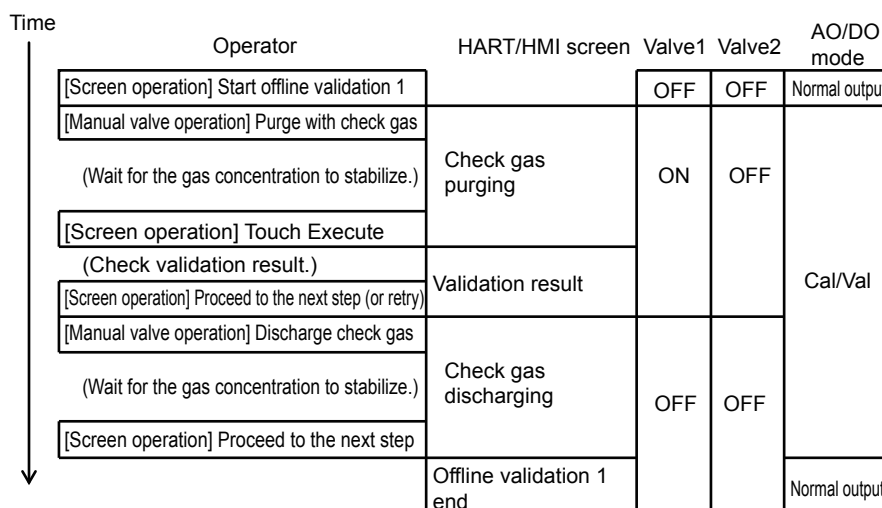 Time
Operator
HART/HMI screen
Valve1
Valve2
AO/DO
mode
[Screen operation] Start offline validation 1
OFF
OFF
Normal outpu
[Manual valve operation] Purge with check gas
(Wait for the gas concentration to stabilize.)
Check gas
purging
ON
OFF
[Screen operation] Touch Execute
(Check validation result.)
Validation result
Cal/Val
[Screen operation] Proceed to the next step (or retry)
[Manual valve operation] Discharge check gas
(Wait for the gas concentration to stabilize.)
Check gas
discharging
OFF
OFF
[Screen operation] Proceed to the next step
Offline validation 1
end
Normal output